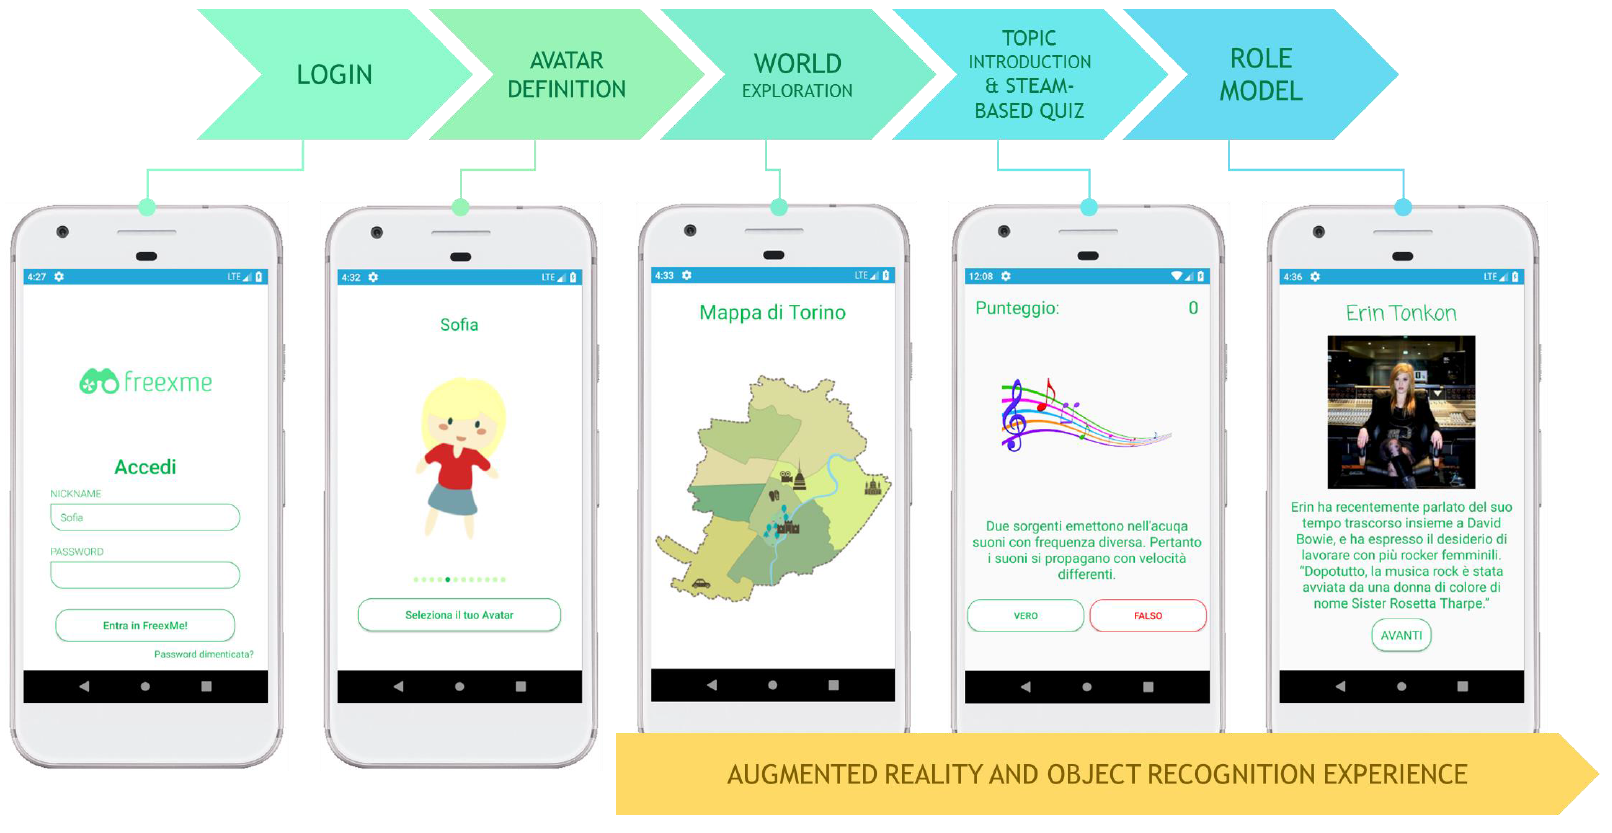 LOGIN
AVATAR
DEFINITION
WORLD
EXPLORATION
TOPIC
INTRODUCTION
& STEAM-
BASED QUIZ
ROLE
MODEL
4:27 LTE
freexme
Accedi
NICKNAME
Sofia
PASSWORD
Entra in FreexMe!
Password dimenticata?
4:32 LTE
Sofia
Seleziona il tuo Avatar
4:33 LTE
Mappa di Torino
12:08
Punteggio: 0
Due sorgenti emettono nell'acuqa
suoni con frequenza diversa. Pertanto
i suoni si propagano con velocità
differenti.
VERO FALSO
4:36 LTE
Erin Tonkon
Erin ha recentemente parlato del suo
tempo trascorso insieme a David
Bowie, e ha espresso il desiderio di
lavorare con più rocker femminili.
"Dopotutto, la musica rock è stata
avviata da una donna di colore di
nome Sister Rosetta Tharpe."
AVANTI
AUGMENTED REALITY AND OBJECT RECOGNITION EXPERIENCE